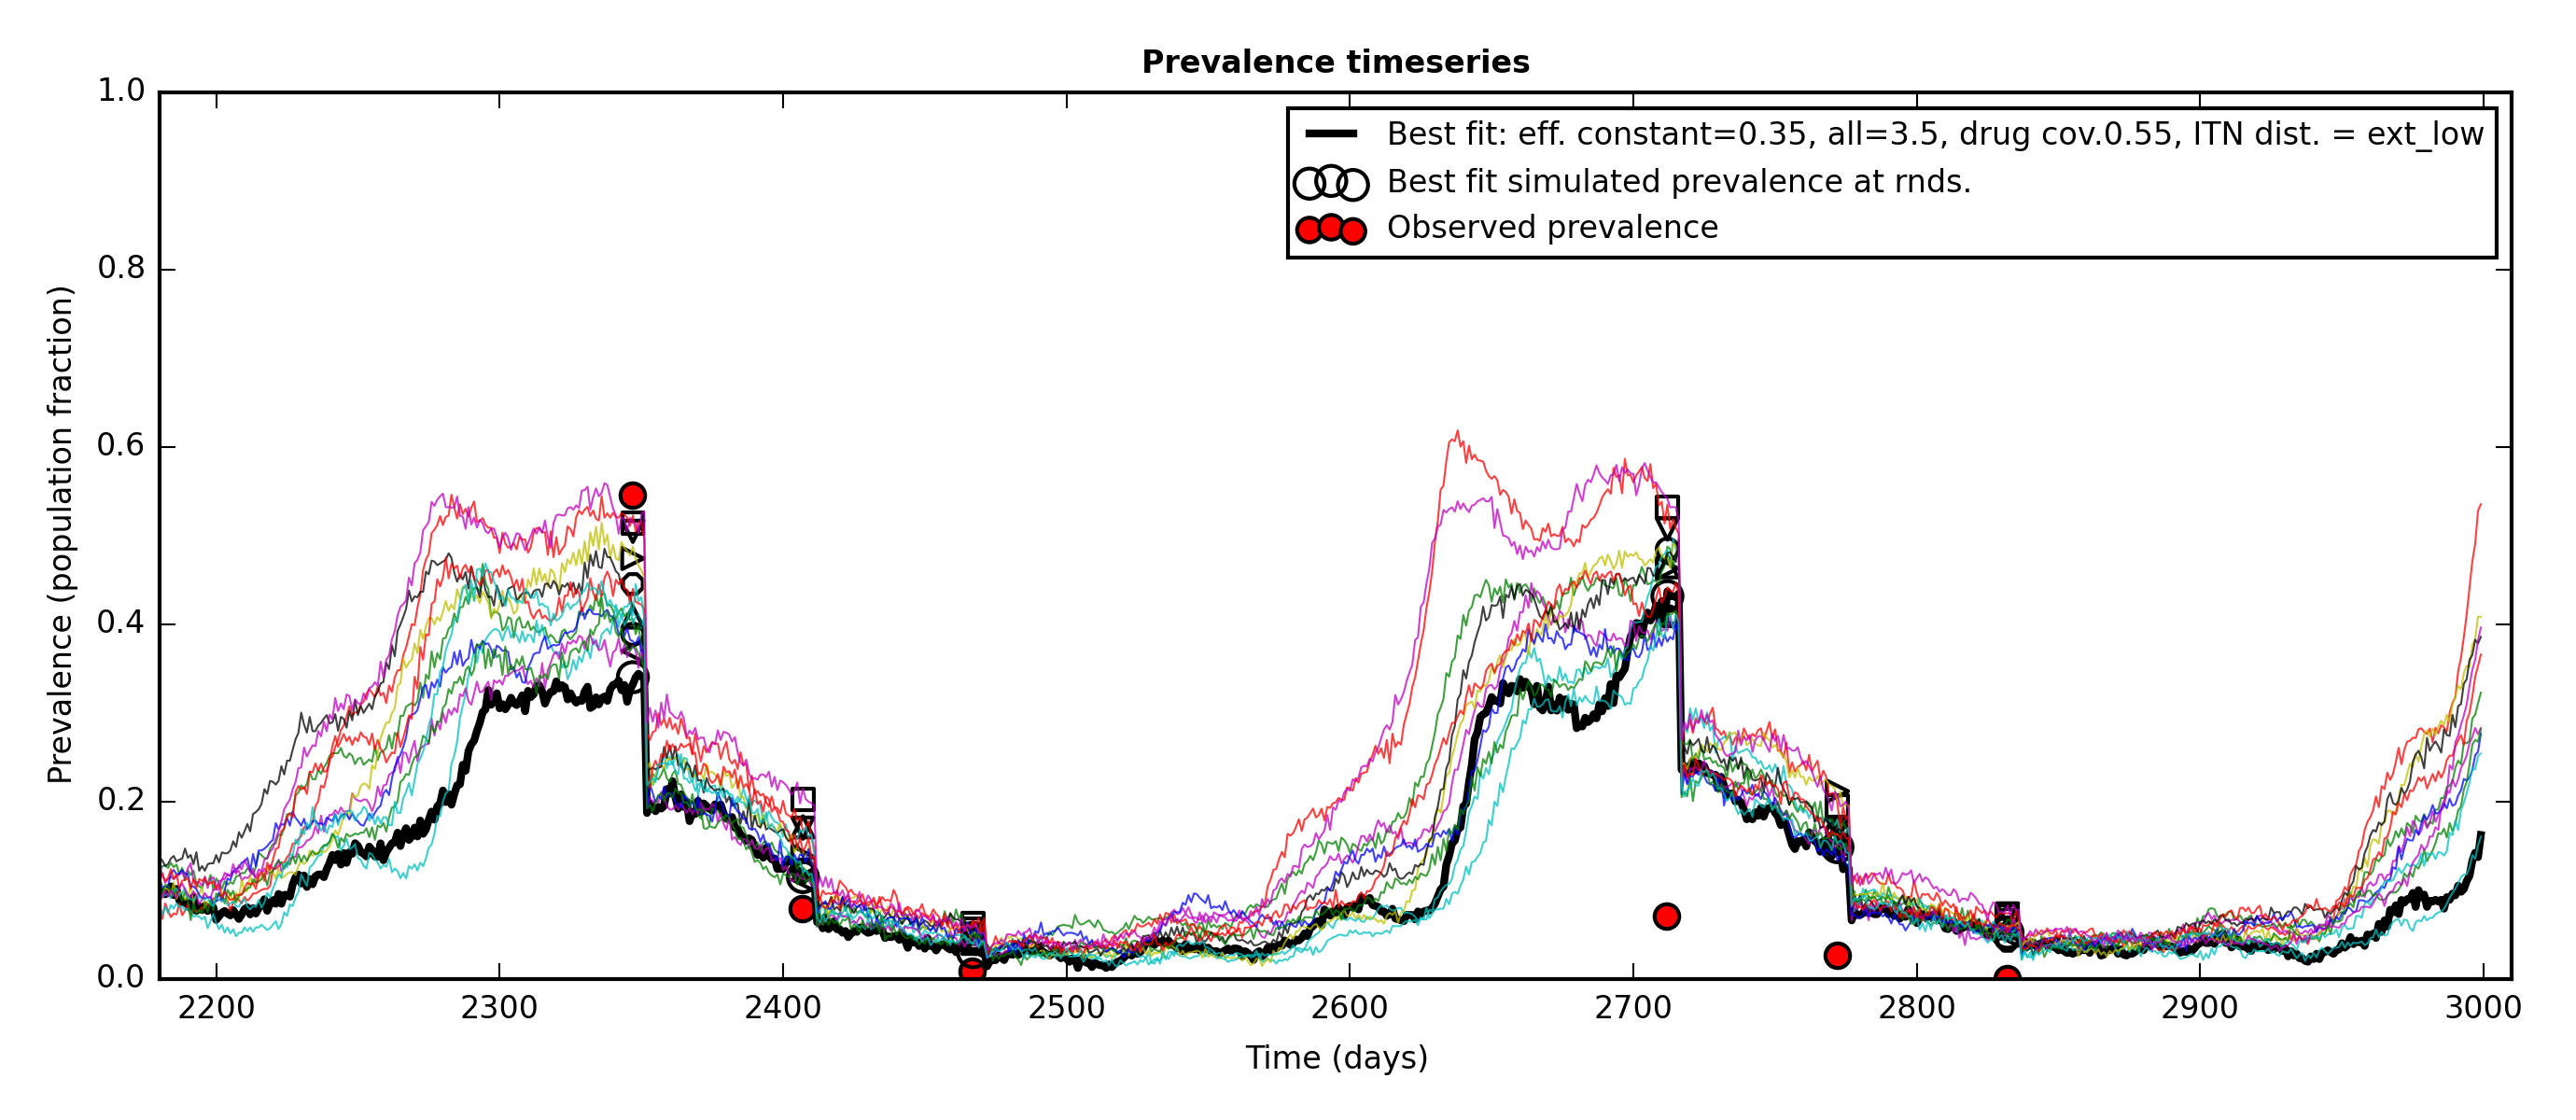 Prevalence timeseries
Best fit: eff. constant=0.35, all=3.5, drug cov.0.55, ITN dist. = ext_low
Best fit simulated prevalence at rnds.
Observed prevalence
Prevalence (population fraction)
1.0
0.8
0.6
0.4
0.2
0.0
2200 2300 2400 2500 2600 2700 2800 2900 3000
Time (days)